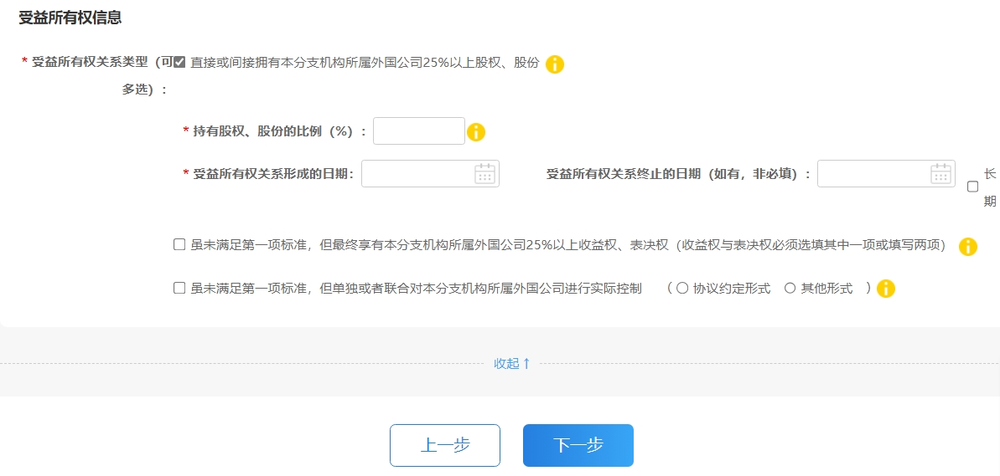 受益所有权信息
* 受益所有权关系类型（可 直接或间接拥有本分支机构所属外国公司25%以上股权、股份
多选）：
* 持有股权、股份的比例（%）：
* 受益所有权关系形成的日期： 受益所有权关系终止的日期（如有，非必填）： 长
期
虽未满足第一项标准，但最终享有本分支机构所属外国公司25%以上收益权、表决权（收益权与表决权必须选填其中一项或填写两项）
虽未满足第一项标准，但单独或者联合对本分支机构所属外国公司进行实际控制 （ 协议约定形式 其他形式 ）
收起↑
上一步 下一步